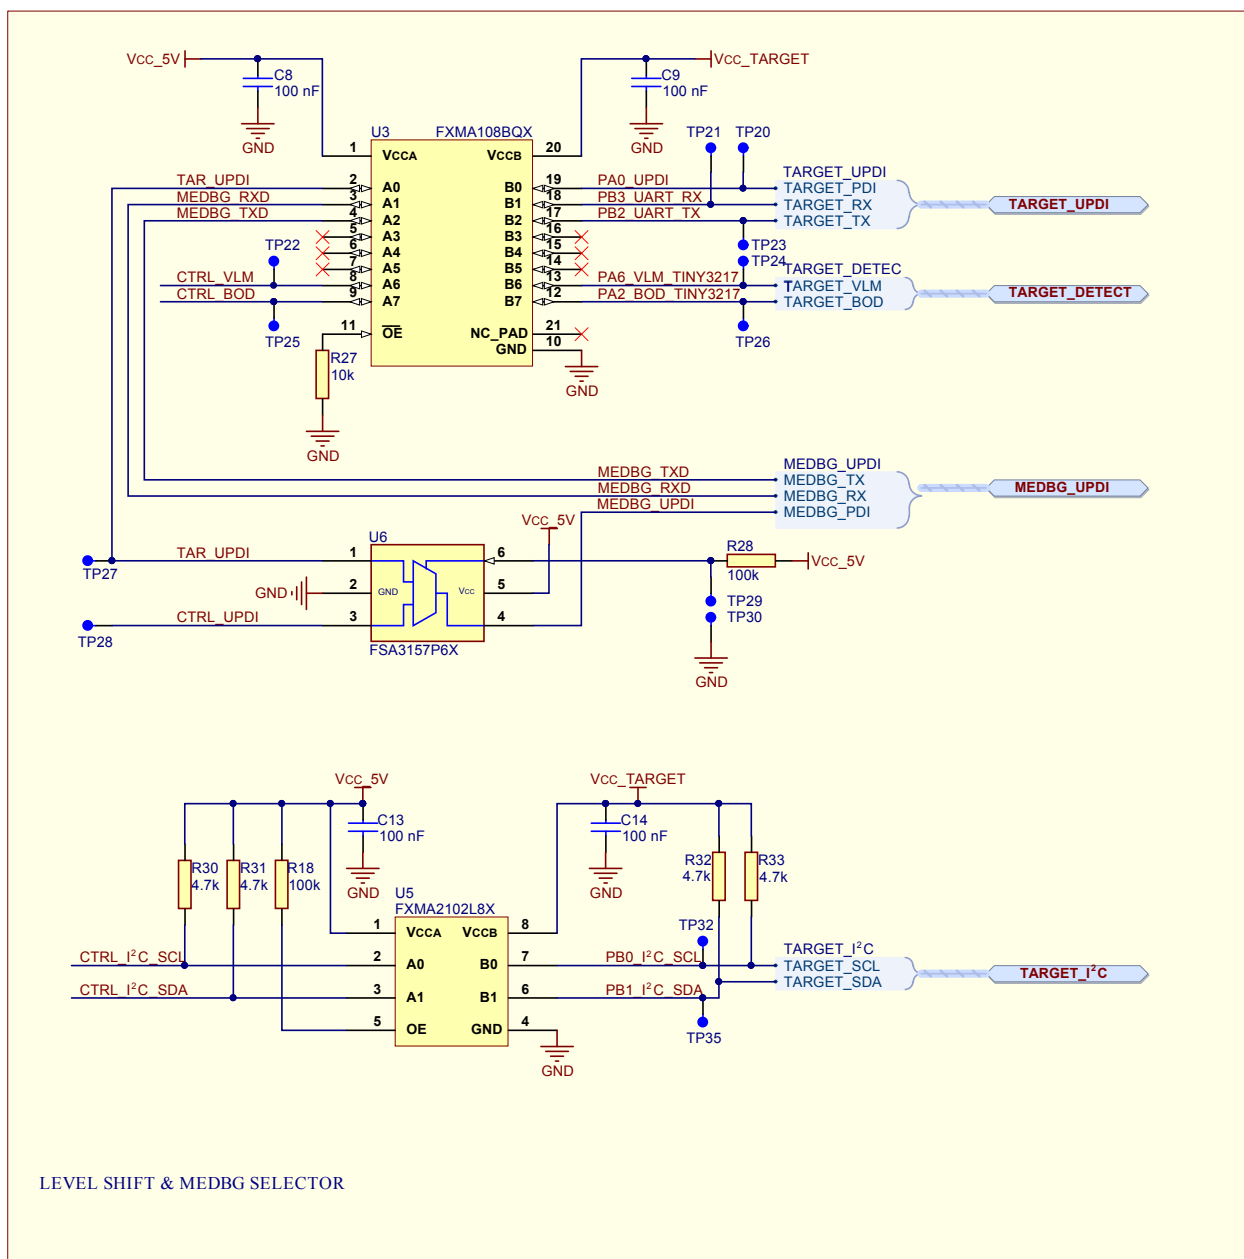 VCC_5V
C8
100 nF
GND
VCC_TARGET
C9
100 nF
GND
TP21
TP20
U3
FXMA108BQX
1
VCCA
VCCB
20
TAR_UPDI
2
A0
B0
19
PA0_UPDI
MEDBG_RXD
3
A1
B1
18
PB3_UART_RX
MEDBG_TXD
4
A2
B2
17
PB2_UART_TX
5
A3
B3
16
6
A4
B4
15
7
A5
B5
14
CTRL_VLM
8
A6
B6
13
PA6_VLM_TINY3217
CTRL_BOD
9
A7
B7
12
PA2_BOD_TINY3217
11
OE
NC_PAD
21
GND
10
TP22
TP25
TP23
TP24
TP26
R27
10k
GND
GND
TARGET_UPDI
TARGET_PDI
TARGET_RX
TARGET_TX
TARGET_UPDI
TARGET_DETEC
TARGET_VLM
TARGET_BOD
TARGET_DETECT
MEDBG_TXD
MEDBG_RXD
MEDBG_UPDI
MEDBG_UPDI
MEDBG_TX
MEDBG_RX
MEDBG_PDI
MEDBG_UPDI
VCC_5V
U6
TAR_UPDI
1
6
TP27
GND
2
GND
VCC
5
CTRL_UPDI
3
4
TP28
FSA3157P6X
R28
100k
VCC_5V
TP29
TP30
GND
VCC_5V
C13
100 nF
GND
VCC_TARGET
C14
100 nF
GND
R30
4.7k
R31
4.7k
R18
100k
R32
4.7k
R33
4.7k
U5
FXMA2102L8X
1
VCCA
VCCB
8
CTRL_I²C_SCL
2
A0
B0
7
PB0_I²C_SCL
CTRL_I²C_SDA
3
A1
B1
6
PB1_I²C_SDA
5
OE
GND
4
GND
TP32
TP35
TARGET_I²C
TARGET_SCL
TARGET_SDA
TARGET_I²C
LEVEL SHIFT & MEDBG SELECTOR